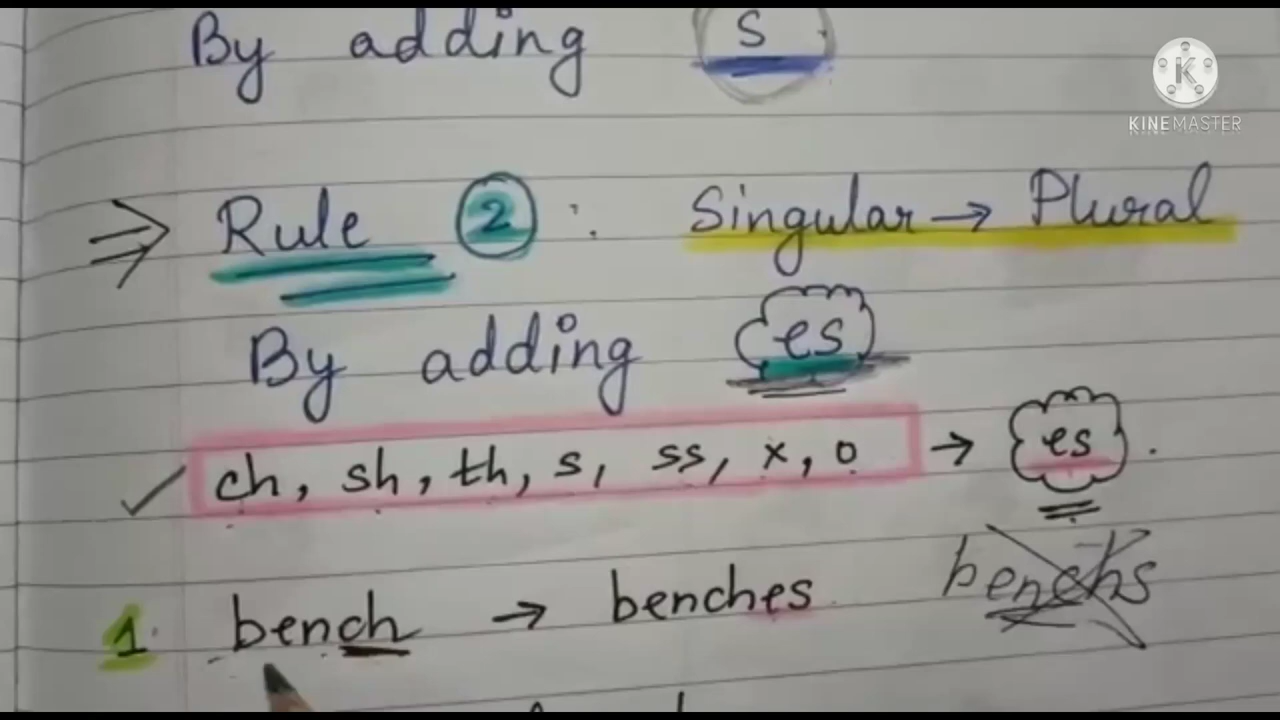 By adding s
KINEMASTER
⇒ Rule 2 : Singular → Plural
By adding es
✓ ch, sh, th, s, ss, x, o → es.
1. bench → benches benchs